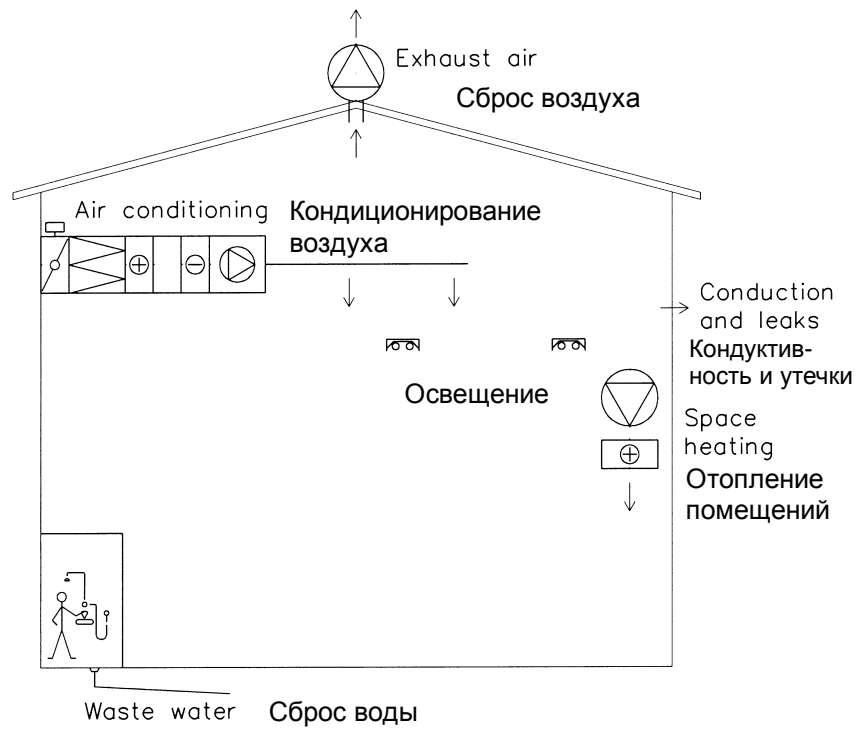 Exhaust air
Сброс воздуха
Air conditioning
Кондиционирование
воздуха
Conduction
and leaks
Кондуктив-
ность и утечки
Освещение
Space
heating
Отопление
помещений
Waste water
Сброс воды